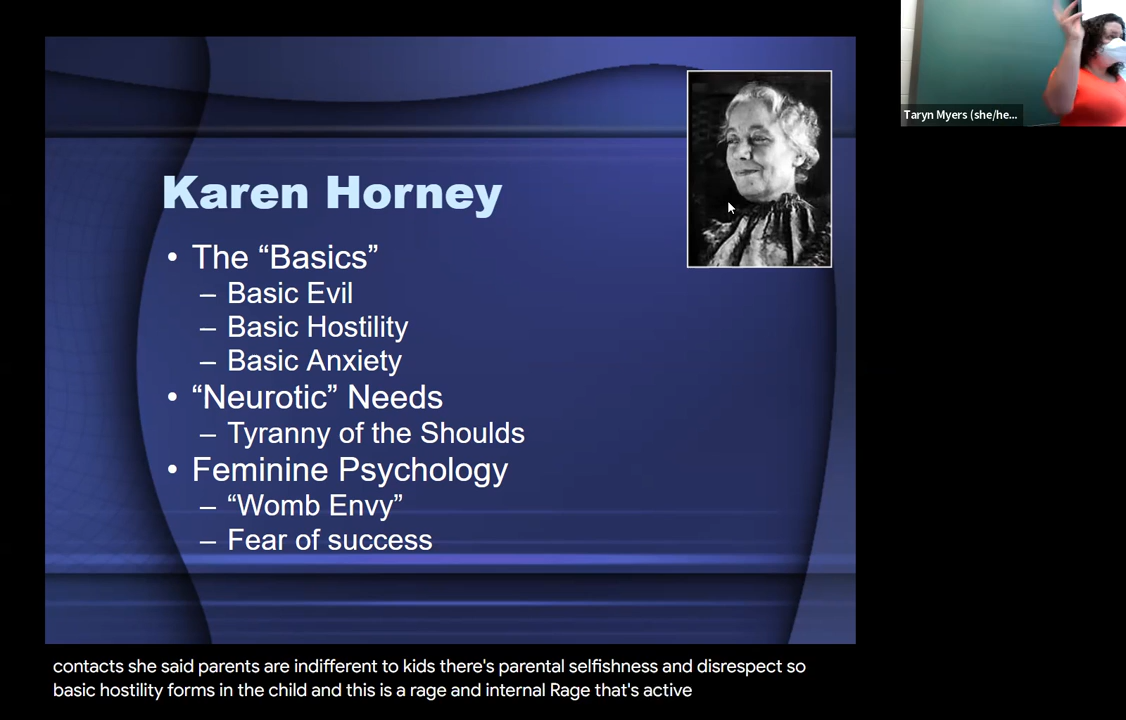 Taryn Myers (she/he...
Karen Horney
• The “Basics”
– Basic Evil
– Basic Hostility
– Basic Anxiety
• “Neurotic” Needs
– Tyranny of the Shoulds
• Feminine Psychology
– “Womb Envy”
– Fear of success
contacts she said parents are indifferent to kids there's parental selfishness and disrespect so
basic hostility forms in the child and this is a rage and internal Rage that's active